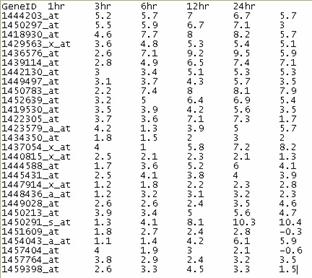 GeneID 1hr 3hr 6hr 12hr 24hr
1444203_at 5.2 5.7 7 6.7 5.7
1450297_at 5.5 5.9 6.7 7.1 3
1418930_at 4.6 7.7 8 8.2 5.7
1429563_x_at 3.6 4.8 5.3 5.4 5.1
1436576_at 2.6 7.1 9.2 9.5 5.9
1439114_at 2.8 4.9 6.5 7.4 7.1
1442130_at 3 3.4 5.1 5.3 5.3
1449497_at 3.1 3.7 4.3 5.7 5.3
1450783_at 2.2 7.4 8 8.1 7.9
1452639_at 3.2 5 6.4 6.9 5.4
1419530_at 3.5 3.9 4.2 5.6 3.5
1422305_at 3.7 3.6 7.1 7.3 1.7
1423579_a_at 4.2 1.3 3.9 5 5.7
1434350_at 1.8 1.5 2 3 2
1437054_x_at 4 1 5.8 7.2 8.2
1440815_x_at 2.5 2.1 2.3 2.1 1.3
1444588_at 1.7 3.6 5.2 6 4.1
1445431_at 2.5 4.1 3.8 4 3.9
1447914_x_at 1.2 1.8 2.2 2.3 2.8
1448436_a_at 1.2 3.2 3.1 2.2 2.3
1449028_at 2.6 2.6 2.4 3.5 4.6
1450213_at 3.9 3.4 5 5.6 4.7
1450291_s_at 1.3 4.1 8.1 10.3 10.4
1451609_at 1.8 2.7 2.4 2.8 -0.3
1454043_a_at 1.1 1.4 4.2 6.1 5.9
1457404_at 4 1.9 3 2.1 -0.6
1457764_at 3.8 2.9 2.4 3.2 3.5
1459398_at 2.6 3.3 4.5 3.3 1.5